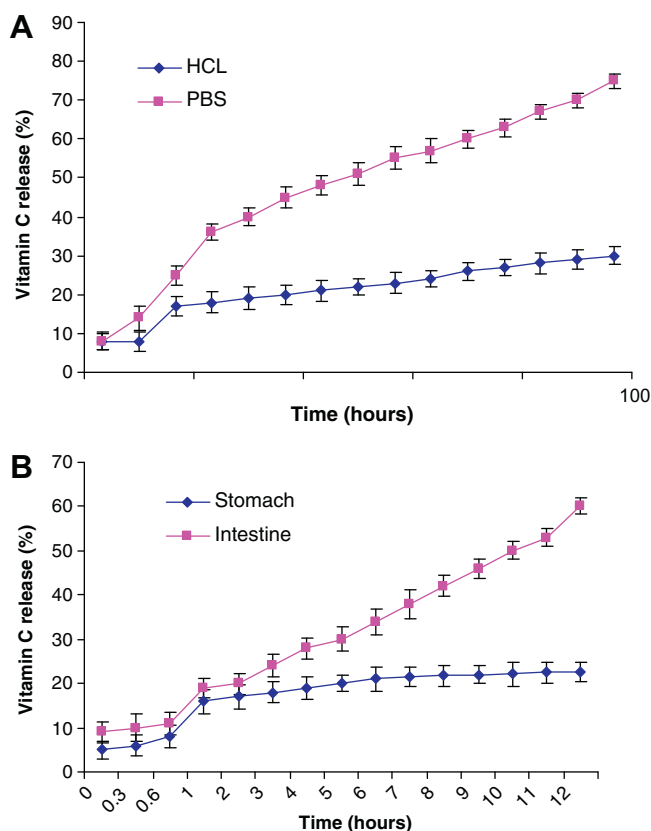 A
Vitamin C release (%)
90
80
70
60
50
40
30
20
10
0
HCL
PBS
100
Time (hours)
B
Vitamin C release (%)
70
60
50
40
30
20
10
0
Stomach
Intestine
0 0.3 0.6 1 2 3 4 5 6 7 8 9 10 11 12
Time (hours)